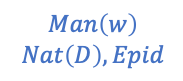 Man(w)
Nat(D), Epid